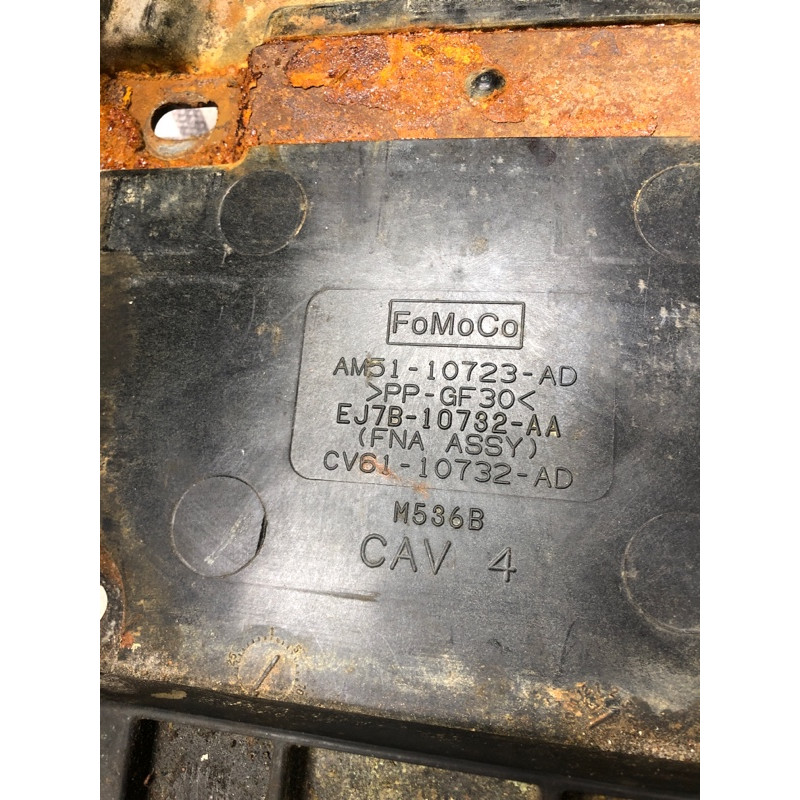 FoMoCo
AM51-10723-AD
>PP-GF30<
EJ7B-10732-AA
(FNA ASSY)
CV61-10732-AD
M536B
CAV 4